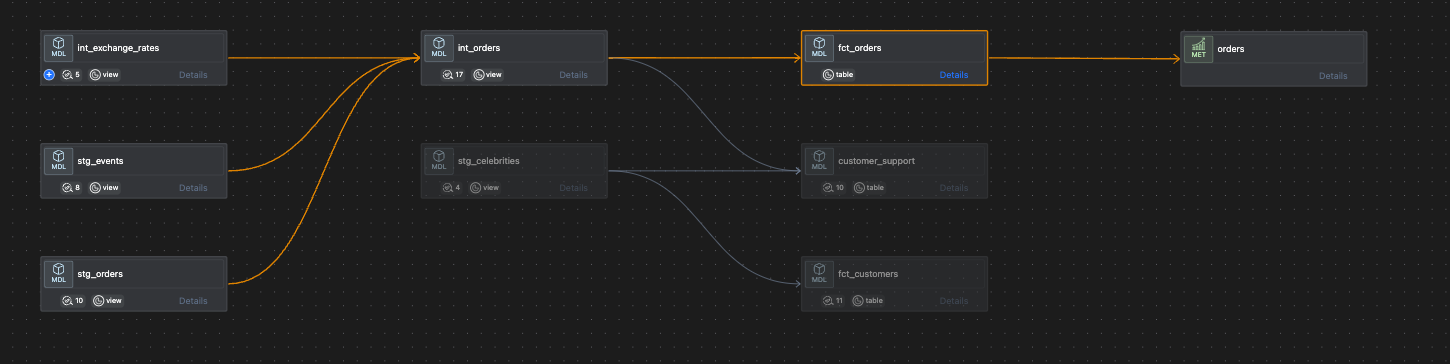 int_exchange_rates
MDL
5 view Details
int_orders
MDL
17 view Details
fct_orders
MDL
table Details
orders
MET
Details
stg_events
MDL
8 view Details
stg_celebrities
MDL
4 view Details
customer_support
MDL
10 table Details
stg_orders
MDL
10 view Details
fct_customers
MDL
11 table Details